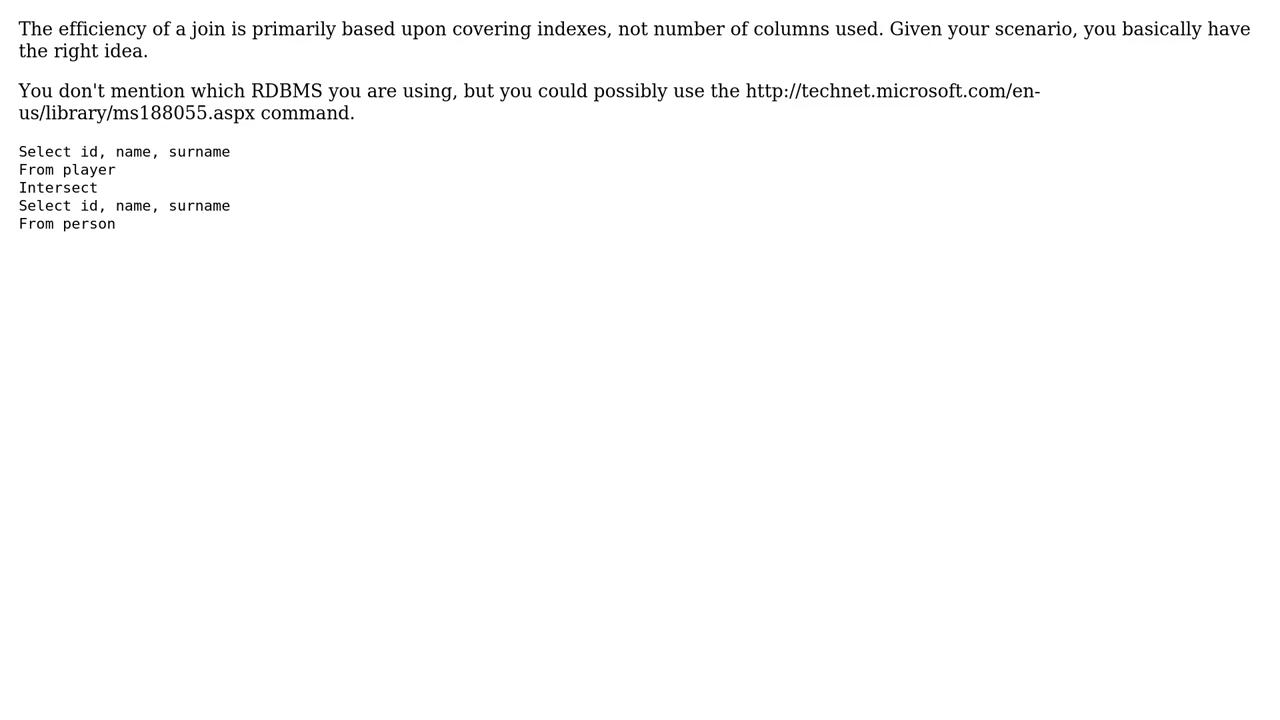 The efficiency of a join is primarily based upon covering indexes, not number of columns used. Given your scenario, you basically have
the right idea.
You don't mention which RDBMS you are using, but you could possibly use the http://technet.microsoft.com/en-
us/library/ms188055.aspx command.
Select id, name, surname
From player
Intersect
Select id, name, surname
From person